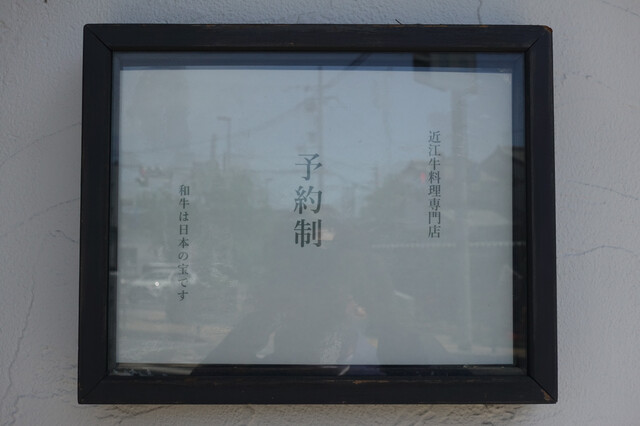 近江牛料理専門店
予約制
和牛は日本の宝です